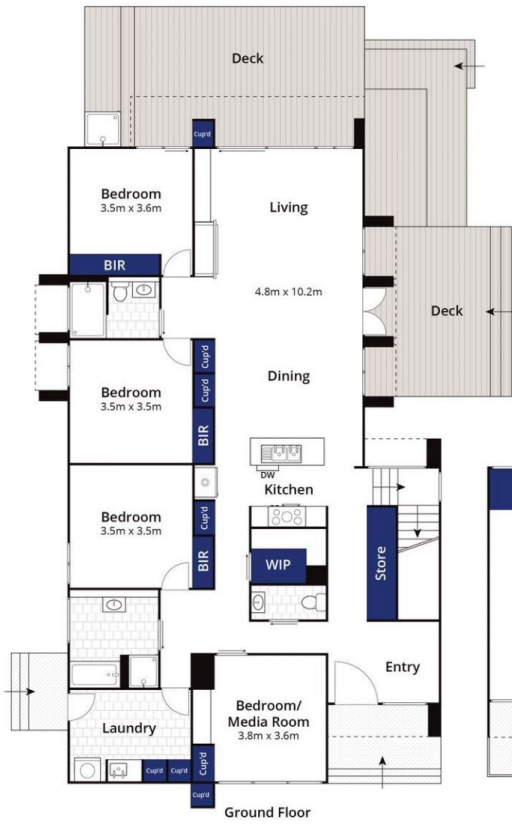 Deck
Cup'd
Bedroom
3.5m x 3.6m
Living
BIR
4.8m x 10.2m
Deck
Cup'd
Cup'd
Dining
Bedroom
3.5m x 3.5m
BIR
DW
Kitchen
Bedroom
3.5m x 3.5m
Cup'd
BIR
WIP
Store
Entry
Bedroom/
Media Room
3.8m x 3.6m
Laundry
Cup'd
Cup'd
Cup'd
Cup'd
Ground Floor